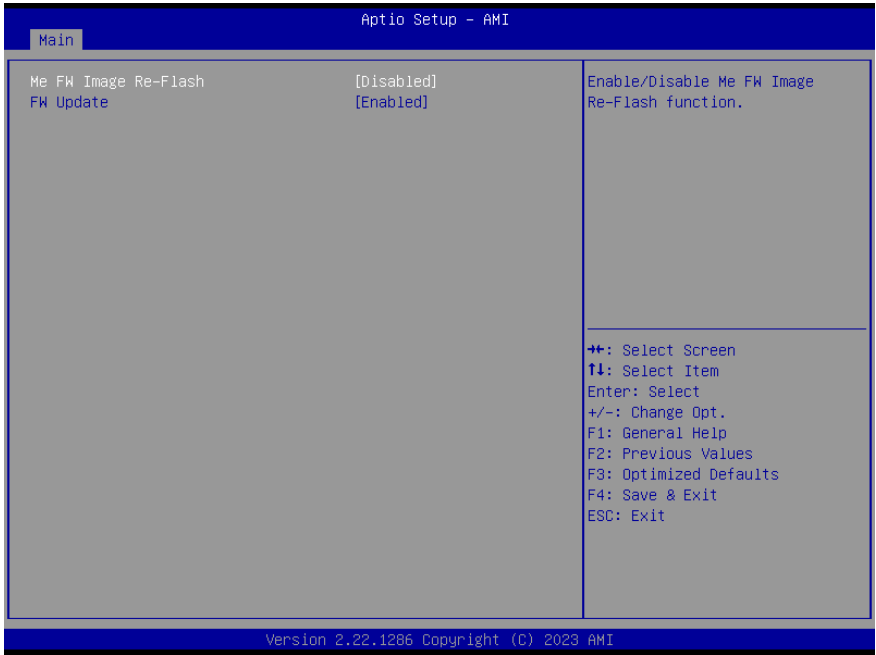 Aptio Setup – AMI
Main
Me FW Image Re-Flash [Disabled]
FW Update [Enabled]
Enable/Disable Me FW Image
Re-Flash function.
→←: Select Screen
↑↓: Select Item
Enter: Select
+/-: Change Opt.
F1: General Help
F2: Previous Values
F3: Optimized Defaults
F4: Save & Exit
ESC: Exit
Version 2.22.1286 Copyright (C) 2023 AMI